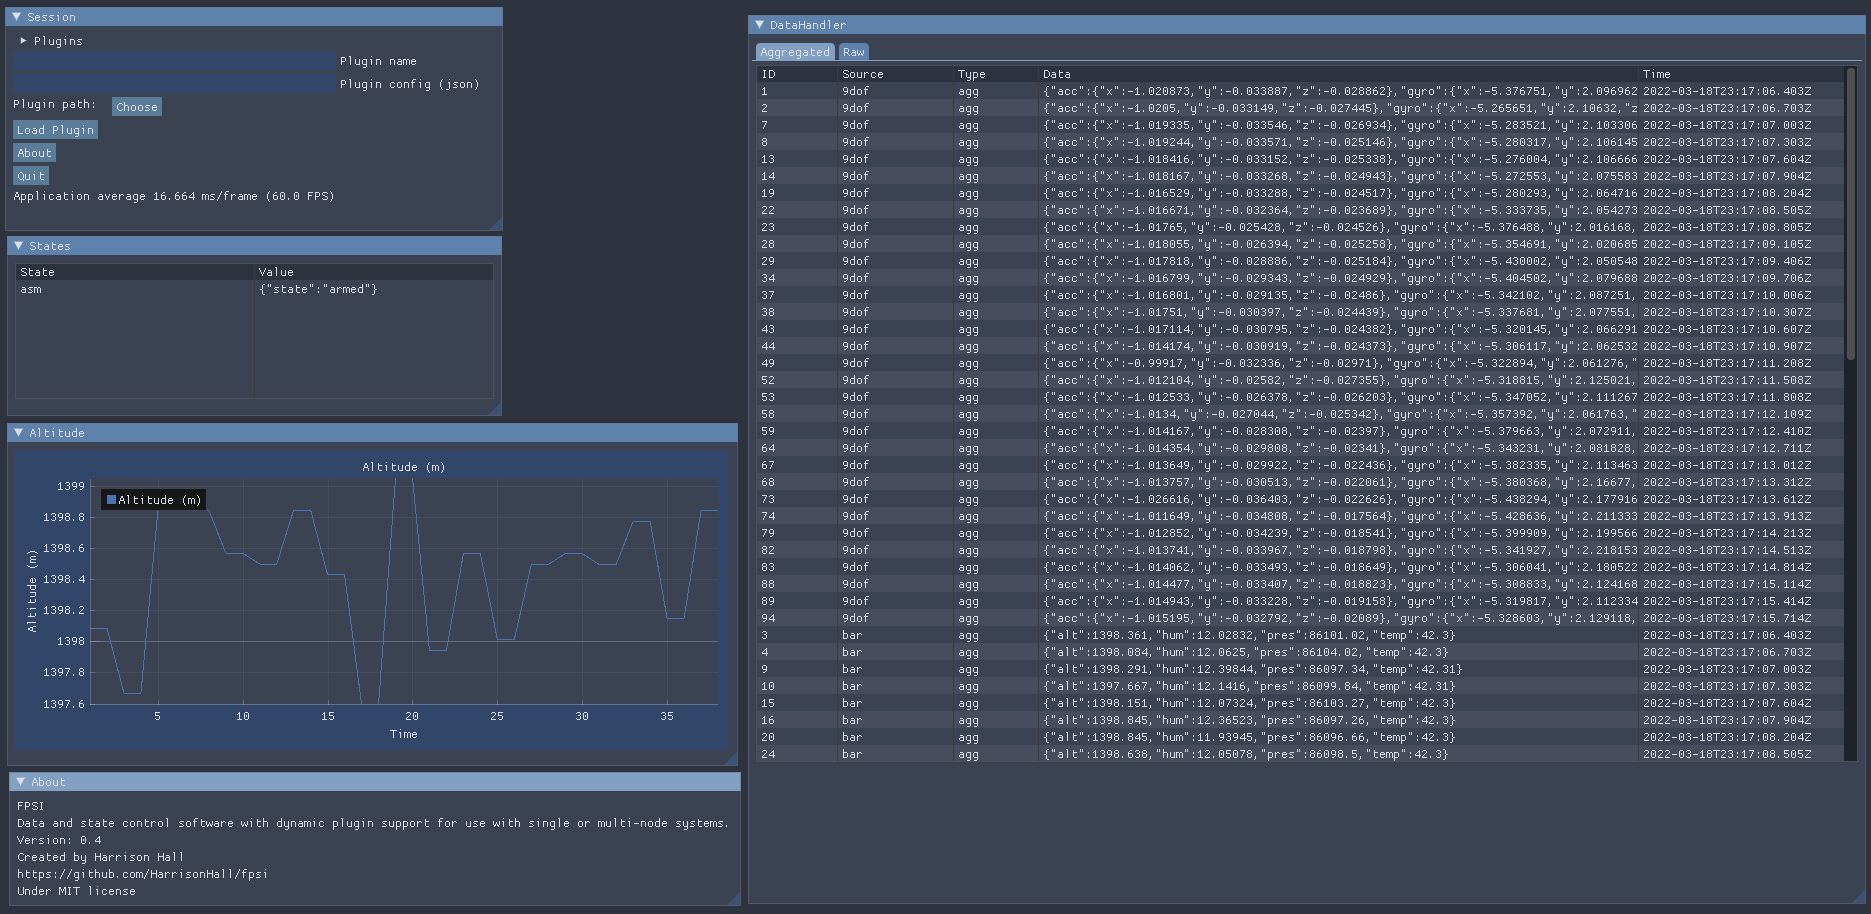 Session
Plugins
Plugin name
Plugin config (json)
Plugin path: Choose
Load Plugin
About
Quit
Application average 16.664 ms/frame (60.0 FPS)
States
State Value
asm {"state":"armed"}
Altitude
Altitude (m)
Altitude (m)
Altitude (m)
1399
1398.8
1398.6
1398.4
1398.2
1398
1397.8
1397.6
5 10 15 20 25 30 35
Time
About
FPSI
Data and state control software with dynamic plugin support for use with single or multi-node systems.
Version: 0.4
Created by Harrison Hall
https://github.com/HarrisonHall/fpsi
Under MIT license
DataHandler
Aggregated Raw
ID Source Type Data Time
1 9dof agg {"acc":{"x":-1.020873,"y":-0.033887,"z":-0.028862},"gyro":{"x":-5.376751,"y":2.096962 2022-03-18T23:17:06.403Z
2 9dof agg {"acc":{"x":-1.0205,"y":-0.033149,"z":-0.027445},"gyro":{"x":-5.265651,"y":2.10632,"z 2022-03-18T23:17:06.703Z
7 9dof agg {"acc":{"x":-1.019335,"y":-0.033546,"z":-0.026934},"gyro":{"x":-5.283521,"y":2.103306 2022-03-18T23:17:07.003Z
8 9dof agg {"acc":{"x":-1.019244,"y":-0.033571,"z":-0.025146},"gyro":{"x":-5.280317,"y":2.106145 2022-03-18T23:17:07.303Z
13 9dof agg {"acc":{"x":-1.018416,"y":-0.033152,"z":-0.025338},"gyro":{"x":-5.276004,"y":2.106666 2022-03-18T23:17:07.604Z
14 9dof agg {"acc":{"x":-1.018167,"y":-0.033268,"z":-0.024943},"gyro":{"x":-5.272553,"y":2.075583 2022-03-18T23:17:07.904Z
19 9dof agg {"acc":{"x":-1.016529,"y":-0.033288,"z":-0.024517},"gyro":{"x":-5.280293,"y":2.064716 2022-03-18T23:17:08.204Z
22 9dof agg {"acc":{"x":-1.016671,"y":-0.032364,"z":-0.023689},"gyro":{"x":-5.333735,"y":2.054273 2022-03-18T23:17:08.505Z
23 9dof agg {"acc":{"x":-1.01765,"y":-0.025428,"z":-0.024526},"gyro":{"x":-5.376488,"y":2.016168, 2022-03-18T23:17:08.805Z
28 9dof agg {"acc":{"x":-1.018055,"y":-0.026394,"z":-0.025258},"gyro":{"x":-5.354691,"y":2.020685 2022-03-18T23:17:09.105Z
29 9dof agg {"acc":{"x":-1.017818,"y":-0.028886,"z":-0.025184},"gyro":{"x":-5.430002,"y":2.050548 2022-03-18T23:17:09.406Z
34 9dof agg {"acc":{"x":-1.016799,"y":-0.029343,"z":-0.024929},"gyro":{"x":-5.404502,"y":2.079688 2022-03-18T23:17:09.706Z
37 9dof agg {"acc":{"x":-1.016801,"y":-0.029135,"z":-0.02486},"gyro":{"x":-5.342102,"y":2.087251, 2022-03-18T23:17:10.006Z
38 9dof agg {"acc":{"x":-1.01751,"y":-0.030397,"z":-0.024439},"gyro":{"x":-5.337681,"y":2.077551, 2022-03-18T23:17:10.307Z
43 9dof agg {"acc":{"x":-1.017114,"y":-0.030795,"z":-0.024382},"gyro":{"x":-5.320145,"y":2.066291 2022-03-18T23:17:10.607Z
44 9dof agg {"acc":{"x":-1.014174,"y":-0.030919,"z":-0.024373},"gyro":{"x":-5.306117,"y":2.062532 2022-03-18T23:17:10.907Z
49 9dof agg {"acc":{"x":-0.99917,"y":-0.032336,"z":-0.02971},"gyro":{"x":-5.322894,"y":2.061276," 2022-03-18T23:17:11.208Z
52 9dof agg {"acc":{"x":-1.012104,"y":-0.02582,"z":-0.027355},"gyro":{"x":-5.318815,"y":2.125021, 2022-03-18T23:17:11.508Z
53 9dof agg {"acc":{"x":-1.012533,"y":-0.026378,"z":-0.026203},"gyro":{"x":-5.347052,"y":2.111267 2022-03-18T23:17:11.808Z
58 9dof agg {"acc":{"x":-1.0134,"y":-0.027044,"z":-0.025342},"gyro":{"x":-5.357392,"y":2.061763," 2022-03-18T23:17:12.109Z
59 9dof agg {"acc":{"x":-1.014167,"y":-0.028308,"z":-0.02397},"gyro":{"x":-5.379663,"y":2.072911, 2022-03-18T23:17:12.410Z
64 9dof agg {"acc":{"x":-1.014354,"y":-0.029808,"z":-0.02341},"gyro":{"x":-5.343231,"y":2.081828, 2022-03-18T23:17:12.711Z
67 9dof agg {"acc":{"x":-1.013649,"y":-0.029922,"z":-0.022436},"gyro":{"x":-5.382335,"y":2.113463 2022-03-18T23:17:13.012Z
68 9dof agg {"acc":{"x":-1.013757,"y":-0.030513,"z":-0.022061},"gyro":{"x":-5.380368,"y":2.16677, 2022-03-18T23:17:13.312Z
73 9dof agg {"acc":{"x":-1.026616,"y":-0.036403,"z":-0.022626},"gyro":{"x":-5.438294,"y":2.177916 2022-03-18T23:17:13.612Z
74 9dof agg {"acc":{"x":-1.011649,"y":-0.034808,"z":-0.017564},"gyro":{"x":-5.428636,"y":2.211333 2022-03-18T23:17:13.913Z
79 9dof agg {"acc":{"x":-1.012852,"y":-0.034239,"z":-0.018541},"gyro":{"x":-5.399909,"y":2.199566 2022-03-18T23:17:14.213Z
82 9dof agg {"acc":{"x":-1.013741,"y":-0.033967,"z":-0.018798},"gyro":{"x":-5.341927,"y":2.218153 2022-03-18T23:17:14.513Z
83 9dof agg {"acc":{"x":-1.014062,"y":-0.033493,"z":-0.018649},"gyro":{"x":-5.306041,"y":2.180522 2022-03-18T23:17:14.814Z
88 9dof agg {"acc":{"x":-1.014477,"y":-0.033407,"z":-0.018823},"gyro":{"x":-5.308833,"y":2.124168 2022-03-18T23:17:15.114Z
89 9dof agg {"acc":{"x":-1.014943,"y":-0.033228,"z":-0.019158},"gyro":{"x":-5.319817,"y":2.112334 2022-03-18T23:17:15.414Z
94 9dof agg {"acc":{"x":-1.015195,"y":-0.032792,"z":-0.02089},"gyro":{"x":-5.328603,"y":2.129118, 2022-03-18T23:17:15.714Z
3 bar agg {"alt":1398.361,"hum":12.02832,"pres":86101.02,"temp":42.3} 2022-03-18T23:17:06.403Z
4 bar agg {"alt":1398.084,"hum":12.0625,"pres":86104.02,"temp":42.3} 2022-03-18T23:17:06.703Z
9 bar agg {"alt":1398.291,"hum":12.39844,"pres":86097.34,"temp":42.31} 2022-03-18T23:17:07.003Z
10 bar agg {"alt":1397.667,"hum":12.1416,"pres":86099.84,"temp":42.31} 2022-03-18T23:17:07.303Z
15 bar agg {"alt":1398.151,"hum":12.07324,"pres":86103.27,"temp":42.3} 2022-03-18T23:17:07.604Z
16 bar agg {"alt":1398.845,"hum":12.36523,"pres":86097.26,"temp":42.3} 2022-03-18T23:17:07.904Z
20 bar agg {"alt":1398.845,"hum":11.93945,"pres":86096.66,"temp":42.3} 2022-03-18T23:17:08.204Z
24 bar agg {"alt":1398.638,"hum":12.05078,"pres":86098.5,"temp":42.3} 2022-03-18T23:17:08.505Z